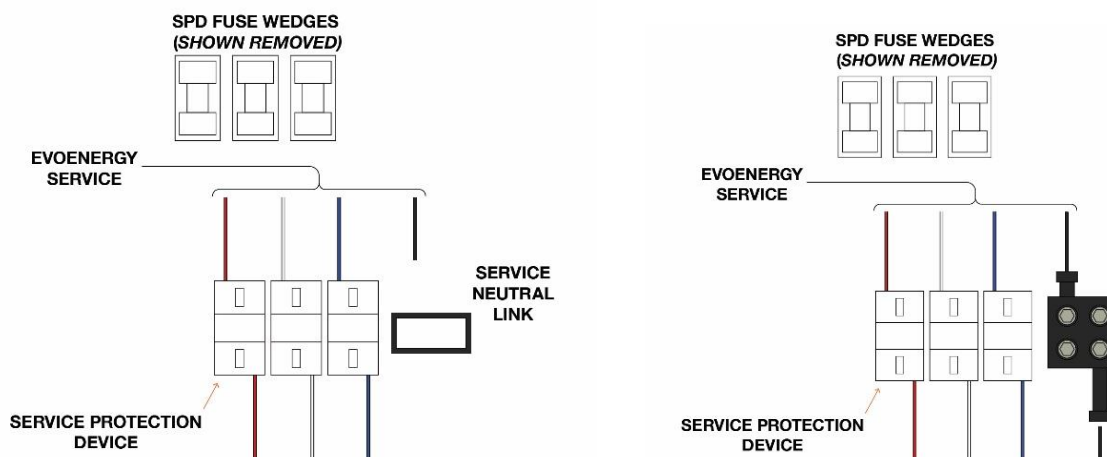 SPD FUSE WEDGES
(SHOWN REMOVED)
EVOENERGY
SERVICE
SERVICE
NEUTRAL
LINK
SERVICE PROTECTION
DEVICE
SPD FUSE WEDGES
(SHOWN REMOVED)
EVOENERGY
SERVICE
SERVICE PROTECTION
DEVICE